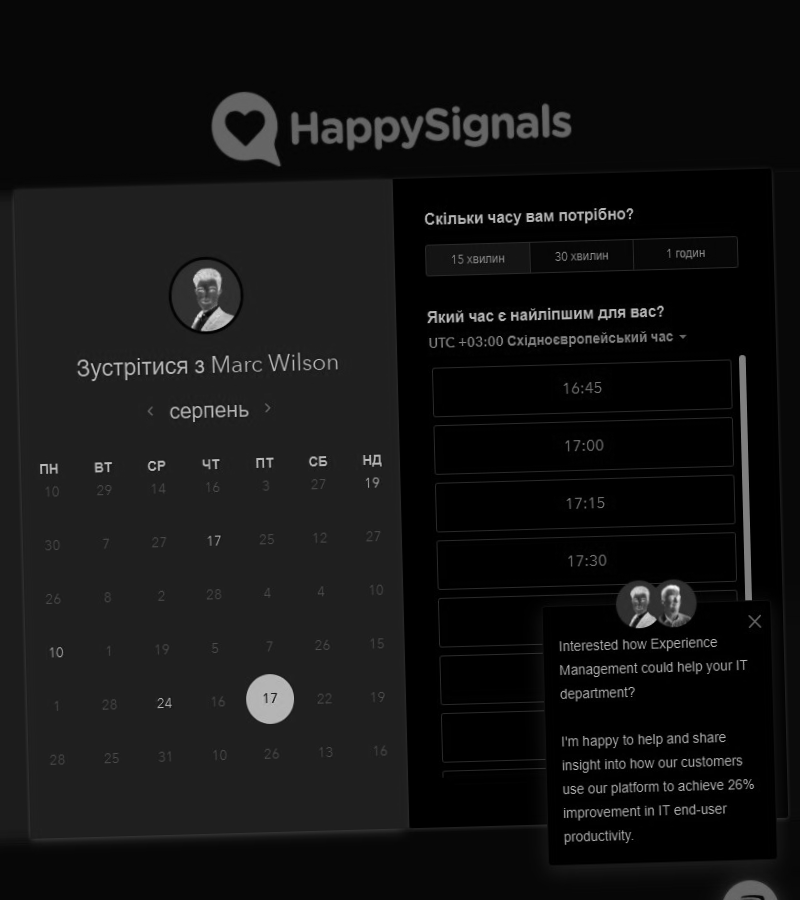 HappySignals
Зустрітися з Marc Wilson
серпень
ПН ВТ СР ЧТ ПТ СБ НД
10 29 14 16 3 27 19
30 7 27 17 25 12 27
26 8 2 28 4 4 10
10 1 19 5 7 26 15
1 28 24 16 17 22 19
28 25 31 10 26 13 16
Скільки часу вам потрібно?
15 хвилин 30 хвилин 1 годин
Який час є найліпшим для вас?
UTC +03:00 Східноєвропейський час
16:45
17:00
17:15
17:30
Interested how Experience
Management could help your IT
department?
I'm happy to help and share
insight into how our customers
use our platform to achieve 26%
improvement in IT end-user
productivity.